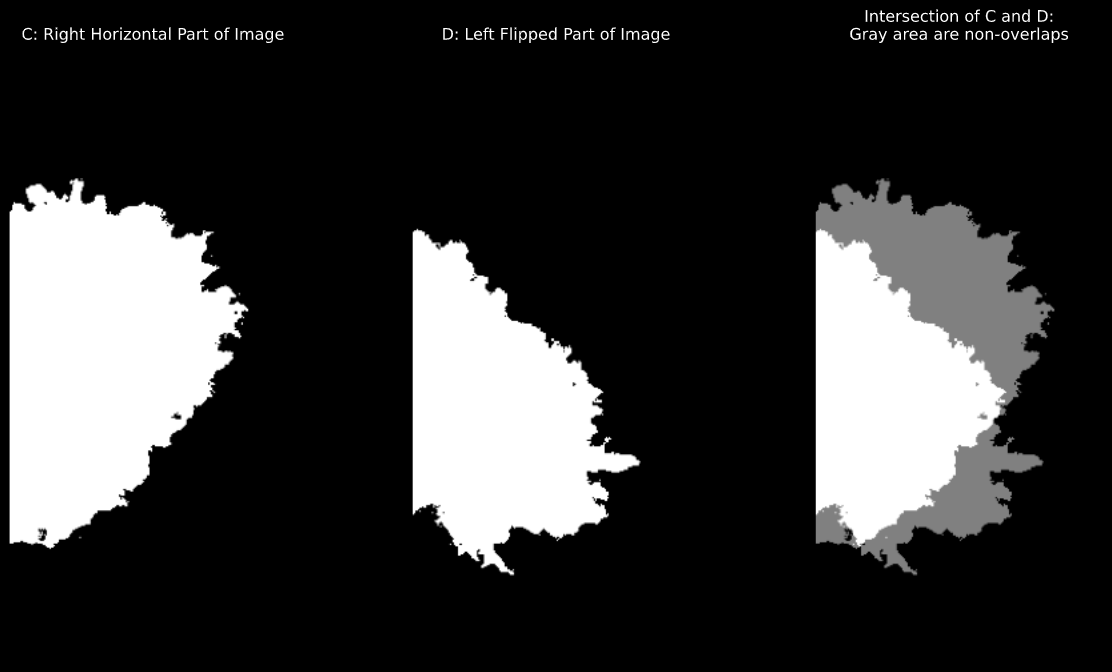 C: Right Horizontal Part of Image
D: Left Flipped Part of Image
Intersection of C and D:
Gray area are non-overlaps